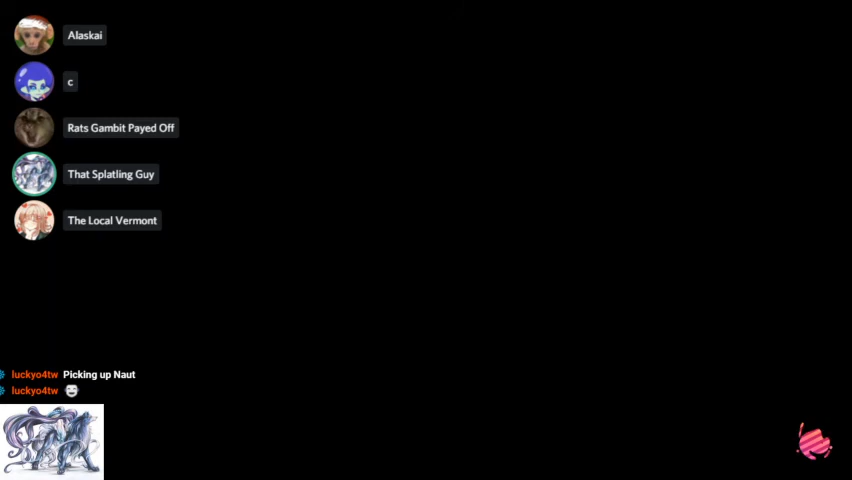 Alaskai
c
Rats Gambit Payed Off
That Splatling Guy
The Local Vermont
luckyo4tw Picking up Naut
luckyo4tw